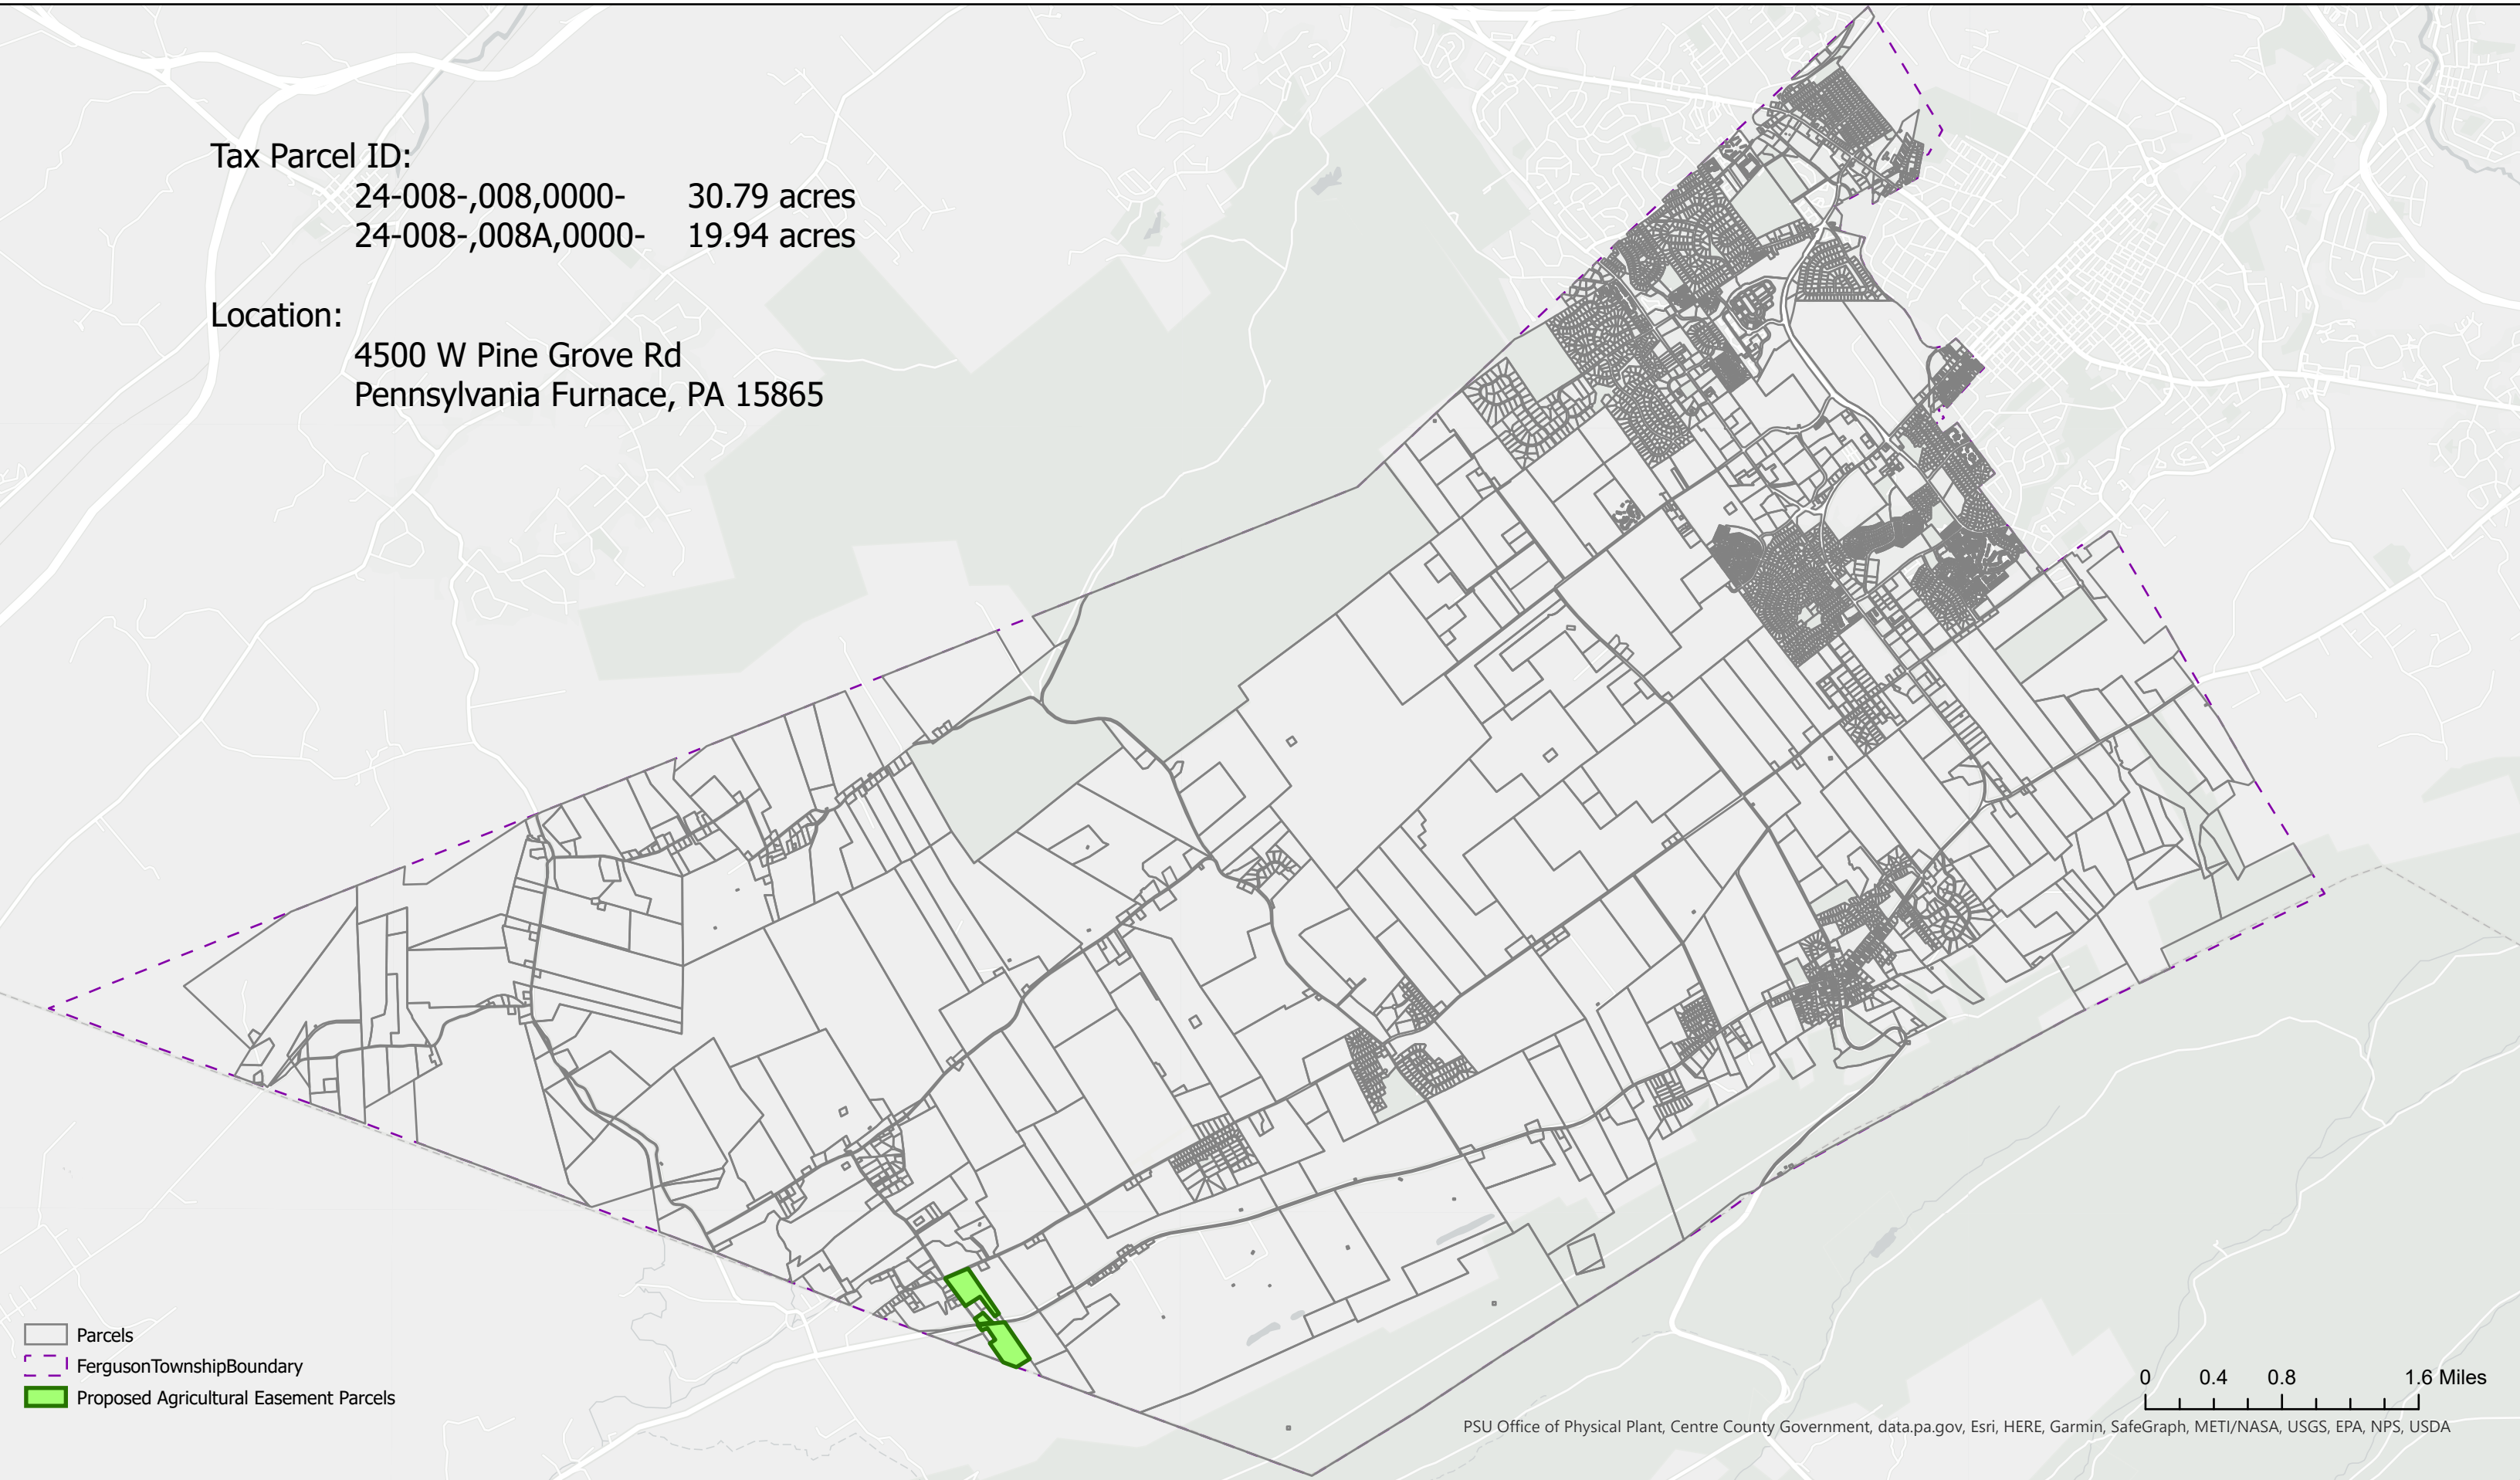 Tax Parcel ID:
24-008-,008,0000- 30.79 acres
24-008-,008A,0000- 19.94 acres
Location:
4500 W Pine Grove Rd
Pennsylvania Furnace, PA 15865
Parcels
FergusonTownshipBoundary
Proposed Agricultural Easement Parcels
0 0.4 0.8 1.6 Miles
PSU Office of Physical Plant, Centre County Government, data.pa.gov, Esri, HERE, Garmin, SafeGraph, METI/NASA, USGS, EPA, NPS, USDA